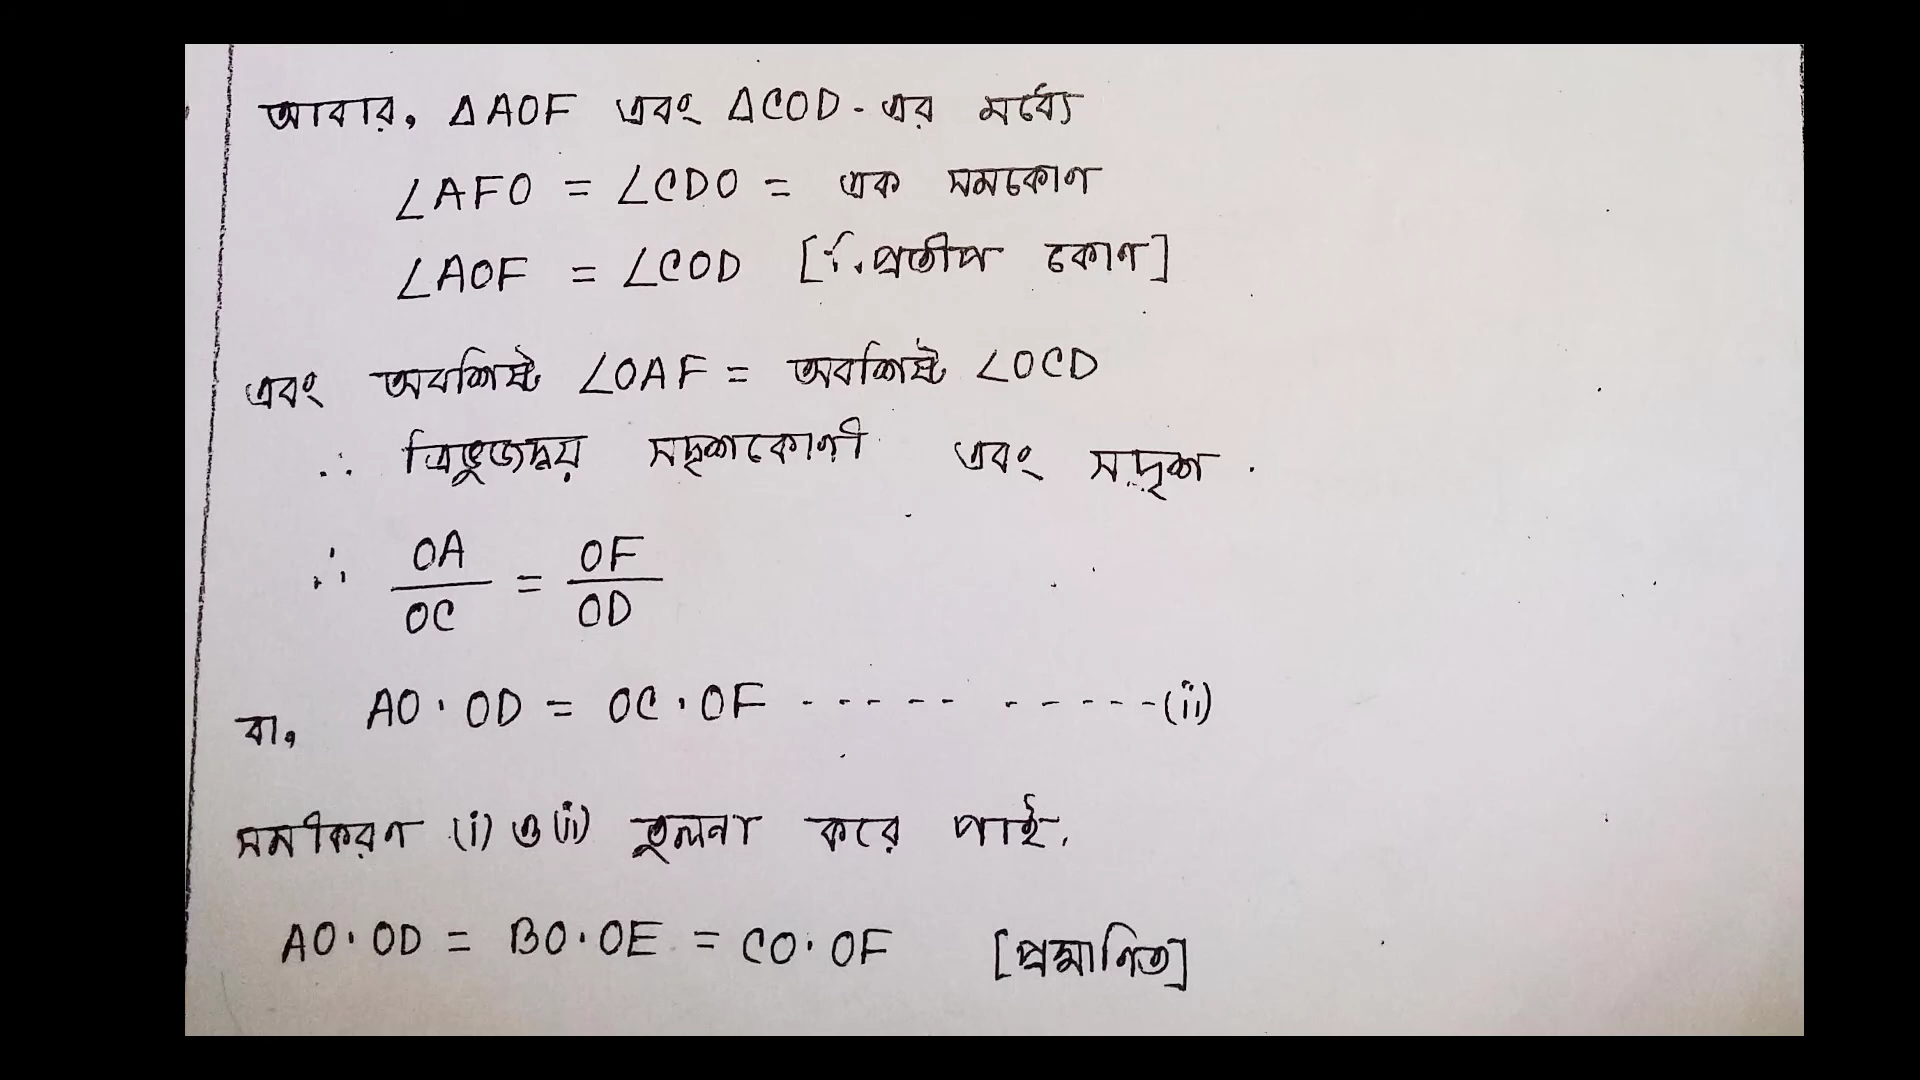 আবার, ΔAOF এবং ΔCOD-এর মধ্যে
∠AFO = ∠CDO = এক সমকোণ
∠AOF = ∠COD [∵ প্রতীপ কোণ]
এবং অবশিষ্ট ∠OAF = অবশিষ্ট ∠OCD
∴ ত্রিভুজদ্বয় সদৃশকোণী এবং সদৃশ.
∴ OA/OC = OF/OD
বা, AO·OD = OC·OF ----------- (ii)
সমীকরণ (i) ও (ii) তুলনা করে পাই,
AO·OD = BO·OE = CO·OF [প্রমাণিত]